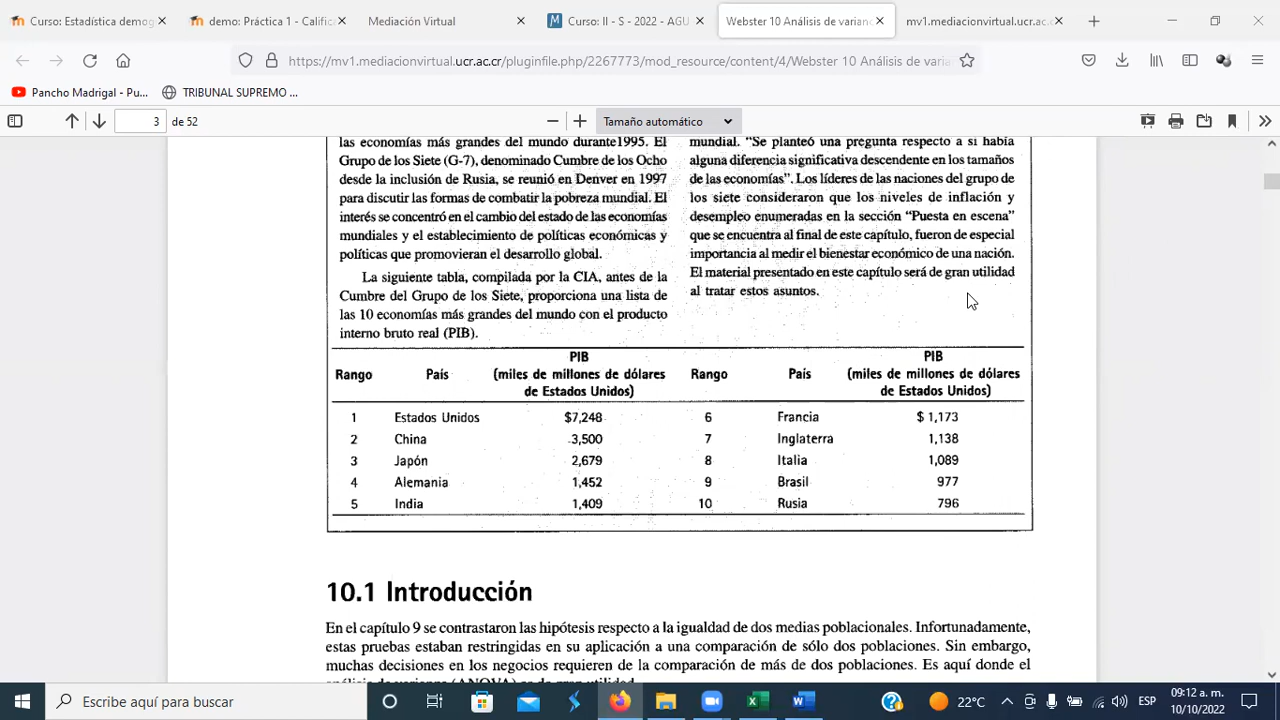 Curso: Estadística demog
demo: Práctica 1 - Califica
Mediación Virtual
Curso: II - S - 2022 - AGU
Webster 10 Análisis de varian
mv1.mediacionvirtual.ucr.ac.c
https://mv1.mediacionvirtual.ucr.ac.cr/pluginfile.php/2267773/mod_resource/content/4/Webster 10 Análisis de varia
Pancho Madrigal - Pu...
TRIBUNAL SUPREMO ...
3 de 52
Tamaño automático
las economías más grandes del mundo durante1995. El
Grupo de los Siete (G-7), denominado Cumbre de los Ocho
desde la inclusión de Rusia, se reunió en Denver en 1997
para discutir las formas de combatir la pobreza mundial. El
interés se concentró en el cambio del estado de las economías
mundiales y el establecimiento de políticas económicas y
políticas que promovieran el desarrollo global.
La siguiente tabla, compilada por la CIA, antes de la
Cumbre del Grupo de los Siete, proporciona una lista de
las 10 economías más grandes del mundo con el producto
interno bruto real (PIB).
mundial. “Se planteó una pregunta respecto a si había
alguna diferencia significativa descendente en los tamaños
de las economías”. Los líderes de las naciones del grupo de
los siete consideraron que los niveles de inflación y
desempleo enumeradas en la sección “Puesta en escena”
que se encuentra al final de este capítulo, fueron de especial
importancia al medir el bienestar económico de una nación.
El material presentado en este capítulo será de gran utilidad
al tratar estos asuntos.
PIB PIB
Rango País (miles de millones de dólares Rango País (miles de millones de dólares
de Estados Unidos) de Estados Unidos)
1 Estados Unidos $7,248 6 Francia $ 1,173
2 China 3,500 7 Inglaterra 1,138
3 Japón 2,679 8 Italia 1,089
4 Alemania 1,452 9 Brasil 977
5 India 1,409 10 Rusia 796
10.1 Introducción
En el capítulo 9 se contrastaron las hipótesis respecto a la igualdad de dos medias poblacionales. Infortunadamente,
estas pruebas estaban restringidas en su aplicación a una comparación de sólo dos poblaciones. Sin embargo,
muchas decisiones en los negocios requieren de la comparación de más de dos poblaciones. Es aquí donde el
análisis de varianza (ANOVA) es de gran utilidad.
Escribe aquí para buscar
22°C
ESP
09:12 a. m.
10/10/2022